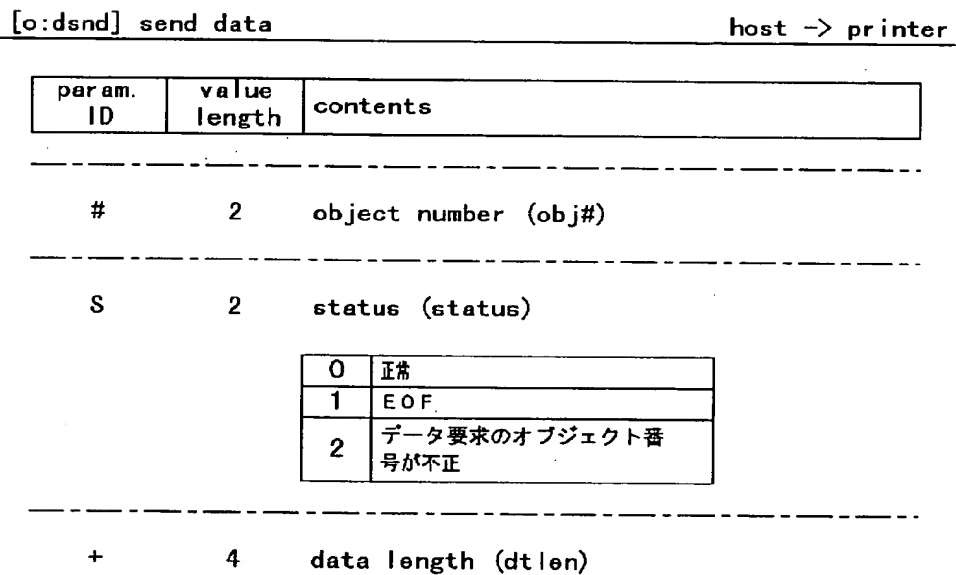 [o:dsnd] send data host -> printer
param. ID value length contents
# 2 object number (obj#)
S 2 status (status)
0 正常
1 EOF
2 データ要求のオブジェクト番
号が不正
+ 4 data length (dtlen)